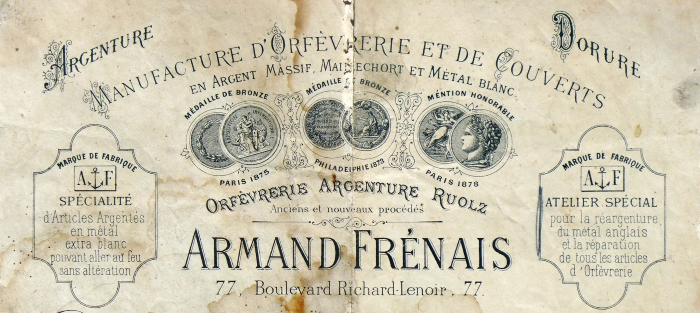 ARGENTURE
DORURE
MANUFACTURE D'ORFÈVRERIE ET DE COUVERTS
EN ARGENT MASSIF, MAILLECHORT ET MÉTAL BLANC.
MÉDAILLE DE BRONZE
MÉDAILLE DE BRONZE
MENTION HONORABLE
PARIS 1875
PHILADELPHIE 1876
PARIS 1878
ORFÈVRERIE ARGENTURE RUOLZ
Anciens et nouveaux procédés
ARMAND FRÉNAIS
77, Boulevard Richard-Lenoir, 77.
MARQUE DE FABRIQUE
A F
SPÉCIALITÉ
d'Articles Argentés
en métal
extra blanc
pouvant aller au feu
sans altération
MARQUE DE FABRIQUE
A F
ATELIER SPÉCIAL
pour la réargenture
du métal anglais
et la réparation
de tous les articles
d'Orfèvrerie